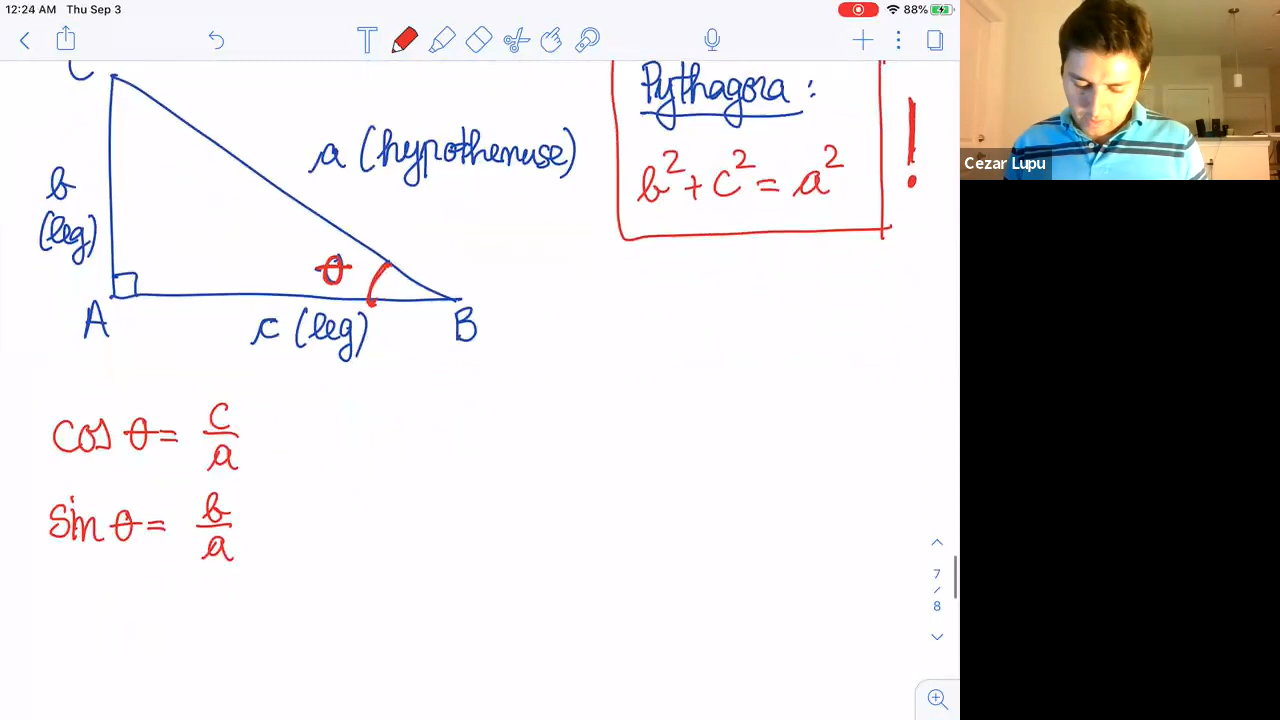 12:24 AM Thu Sep 3
88%
T
C
Pythagora :
a (hypothenuse)
!
b² + c² = a²
b
(leg)
θ
A
c (leg)
B
cos θ = c/a
sin θ = b/a
7
/
8
Cezar Lupu